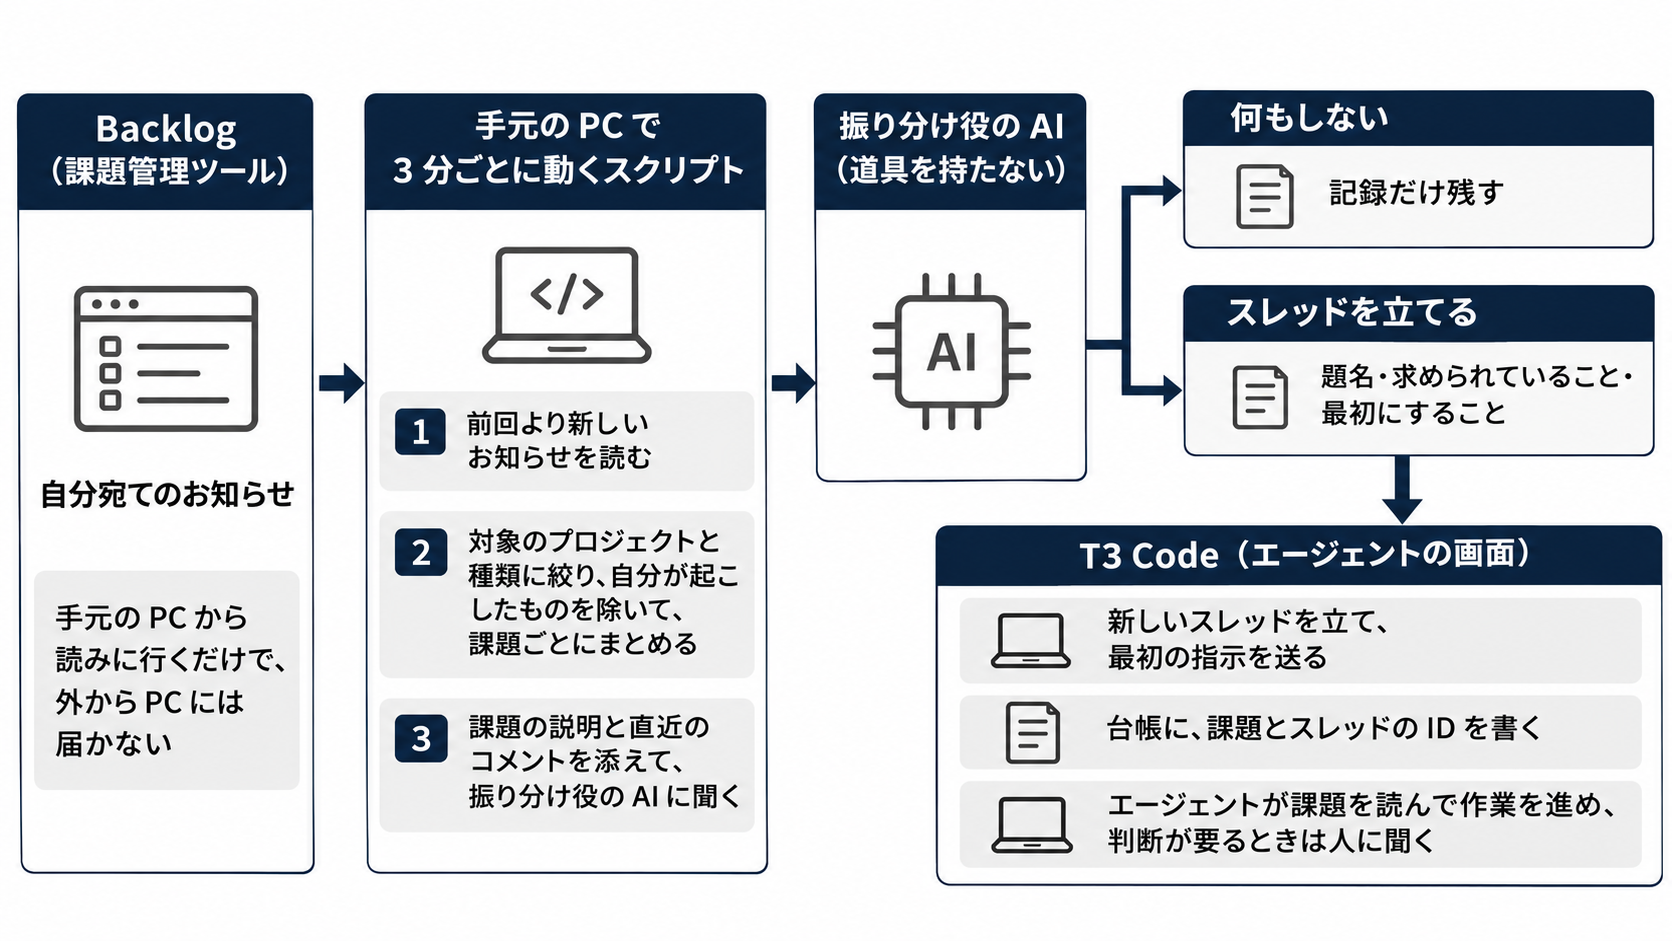 Backlog
（課題管理ツール）
自分宛てのお知らせ
手元の PC から
読みに行くだけで、
外から PC には
届かない
手元の PC で
3 分ごとに動くスクリプト
</>
1
前回より新しい
お知らせを読む
2
対象のプロジェクトと
種類に絞り、自分が起こ
したものを除いて、
課題ごとにまとめる
3
課題の説明と直近の
コメントを添えて、
振り分け役の AI に聞く
振り分け役の AI
（道具を持たない）
AI
何もしない
記録だけ残す
スレッドを立てる
題名・求められていること・
最初にすること
T3 Code（エージェントの画面）
新しいスレッドを立て、
最初の指示を送る
台帳に、課題とスレッドの ID を書く
エージェントが課題を読んで作業を進め、
判断が要るときは人に聞く